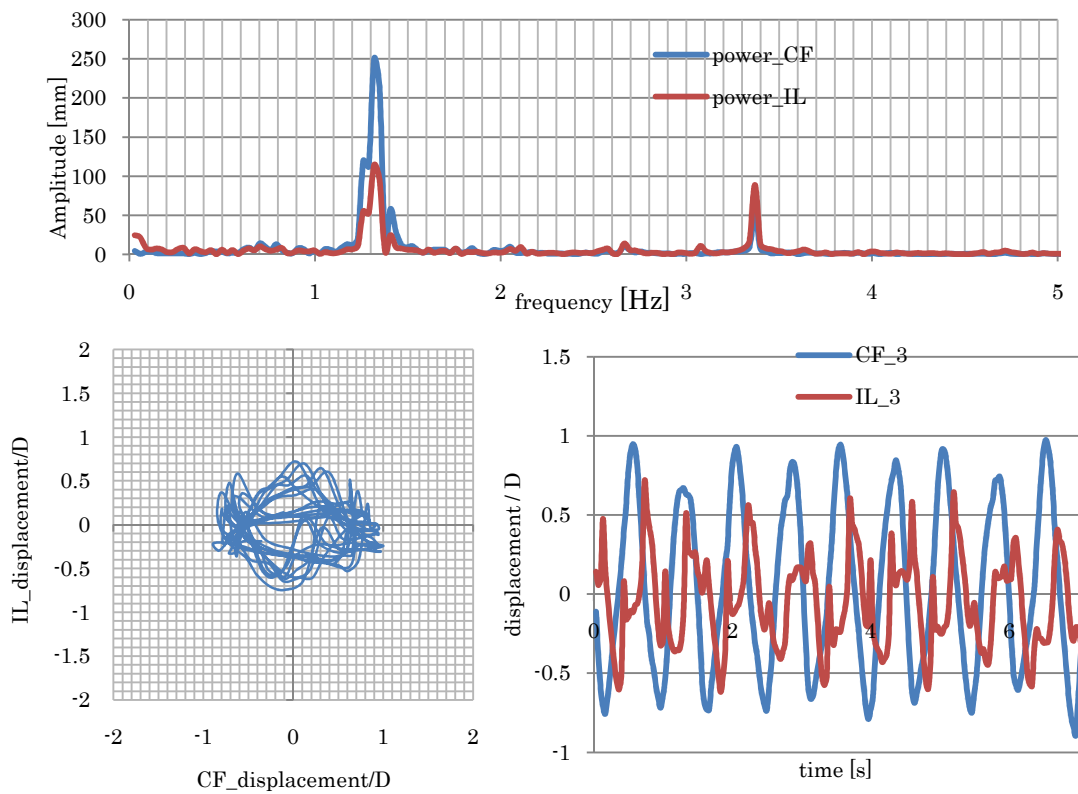 300
250
200
150
100
50
0
Amplitude [mm]
power_CF
power_IL
0 1 2 3 4 5
frequency [Hz]
2
1.5
1
0.5
0
-0.5
-1
-1.5
-2
IL_displacement/D
-2 -1 0 1 2
CF_displacement/D
1.5
1
0.5
0
-0.5
-1
displacement / D
CF_3
IL_3
0 2 4 6
time [s]